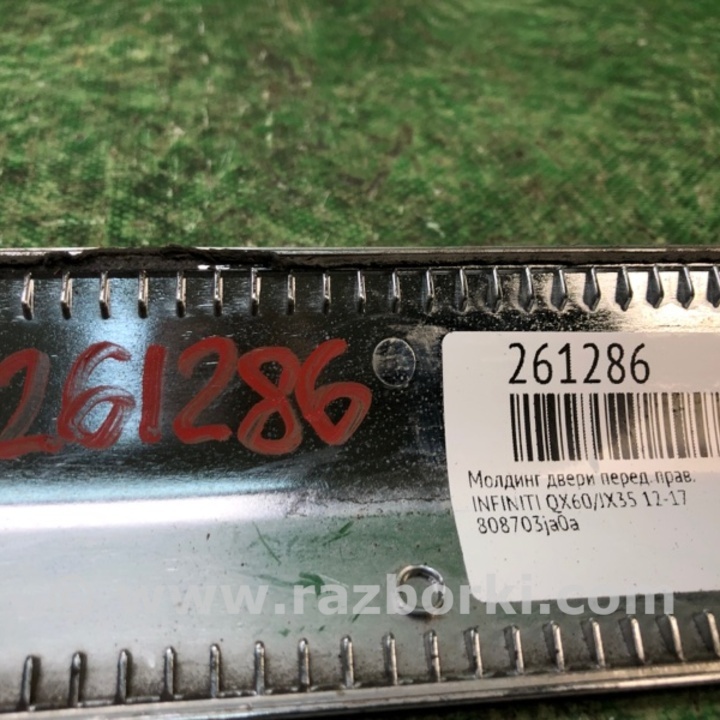 261286
261286
Молдинг двери перед.прав.
INFINITI QX60/JX35 12-17
808703ja0a
www.razborki.com